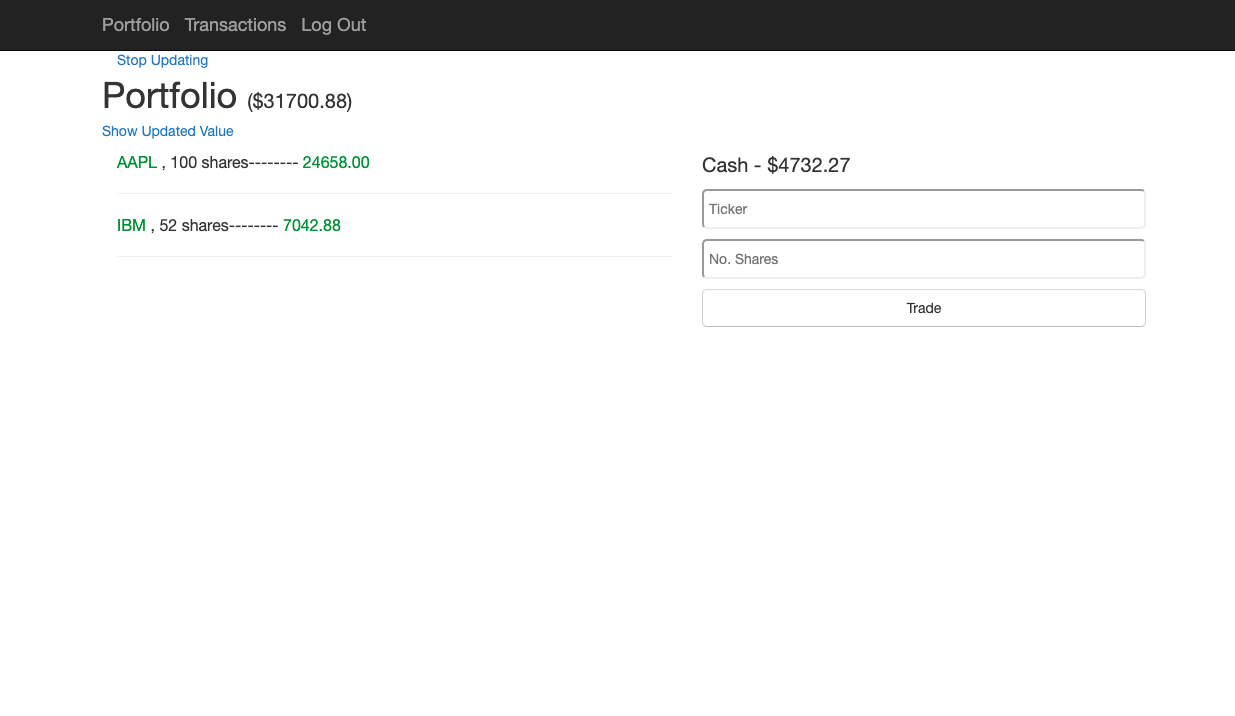 Portfolio Transactions Log Out
Stop Updating
Portfolio ($31700.88)
Show Updated Value
AAPL , 100 shares-------- 24658.00
IBM , 52 shares-------- 7042.88
Cash - $4732.27
Ticker
No. Shares
Trade